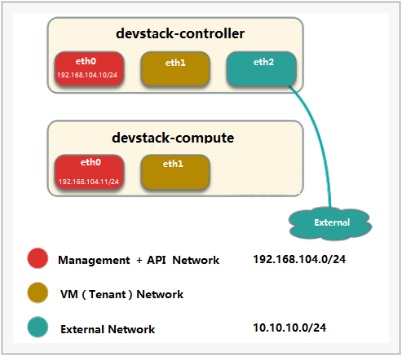 devstack-controller
eth0
192.168.104.10/24
eth1
eth2
devstack-compute
eth0
192.168.104.11/24
eth1
External
Management + API Network 192.168.104.0/24
VM ( Tenant ) Network
External Network 10.10.10.0/24